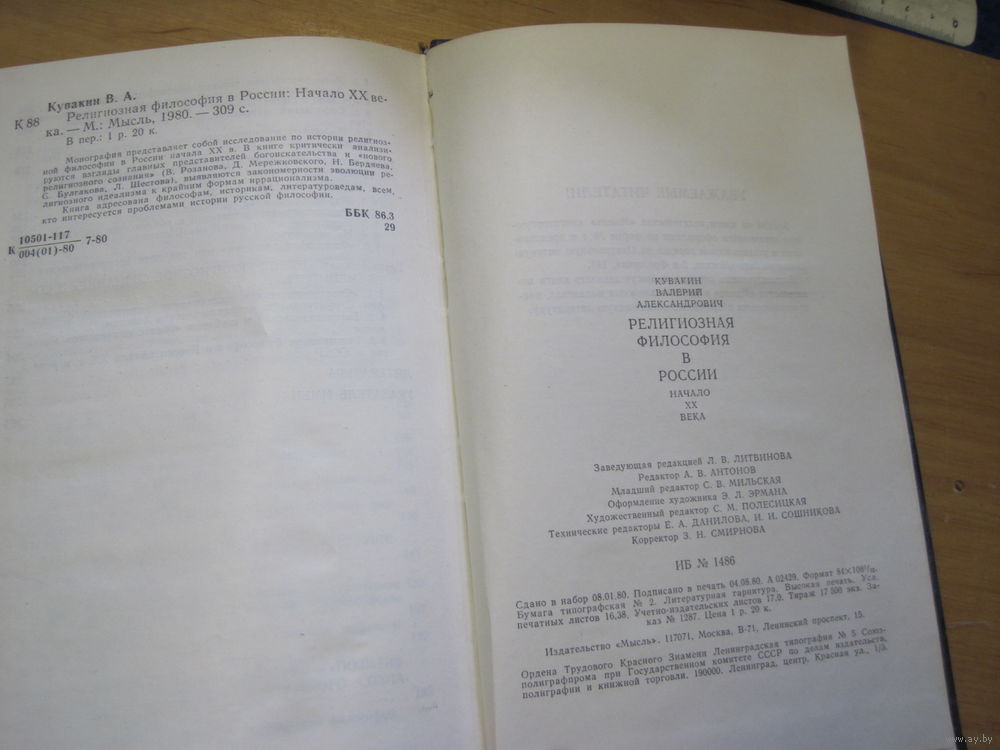 Кувакин В. А.
К 88 Религиозная философия в России: Начало XX ве-
ка. — М.: Мысль, 1980. — 309 с.
В пер.: 1 р. 20 к.
Монография представляет собой исследование по истории религиоз-
ной философии в России начала XX в. В книге критически анализи-
руются взгляды главных представителей богоискательства и «нового
религиозного сознания» (В. Розанова, Д. Мережковского, Н. Бердяева,
С. Булгакова, Л. Шестова), выявляются закономерности эволюции ре-
лигиозного идеализма к крайним формам иррационализма.
Книга адресована философам, историкам, литературоведам, всем,
кто интересуется проблемами истории русской философии.
К 10501-117
004(01)-80 7-80
ББК 86.3
29
КУВАКИН
ВАЛЕРИЙ
АЛЕКСАНДРОВИЧ
РЕЛИГИОЗНАЯ
ФИЛОСОФИЯ
В
РОССИИ
НАЧАЛО
XX
ВЕКА
Заведующая редакцией Л. В. ЛИТВИНОВА
Редактор А. В. АНТОНОВ
Младший редактор С. В. МИЛЬСКАЯ
Оформление художника Э. Л. ЭРМАНА
Художественный редактор С. М. ПОЛЕСИЦКАЯ
Технические редакторы Е. А. ДАНИЛОВА, И. И. СОШНИКОВА
Корректор З. Н. СМИРНОВА
ИБ № 1486
Сдано в набор 08.01.80. Подписано в печать 04.08.80. А 02429. Формат 84×108¹/₃₂.
Бумага типографская № 2. Литературная гарнитура. Высокая печать. Усл.
печатных листов 16,38. Учетно-издательских листов 17,0. Тираж 17 500 экз. За-
каз № 1287. Цена 1 р. 20 к.
Издательство «Мысль». 117071, Москва, В-71, Ленинский проспект, 15.
Ордена Трудового Красного Знамени Ленинградская типография № 5 Союз-
полиграфпрома при Государственном комитете СССР по делам издательств,
полиграфии и книжной торговли. 190000, Ленинград, центр, Красная ул., 1/3.
www.ay.by